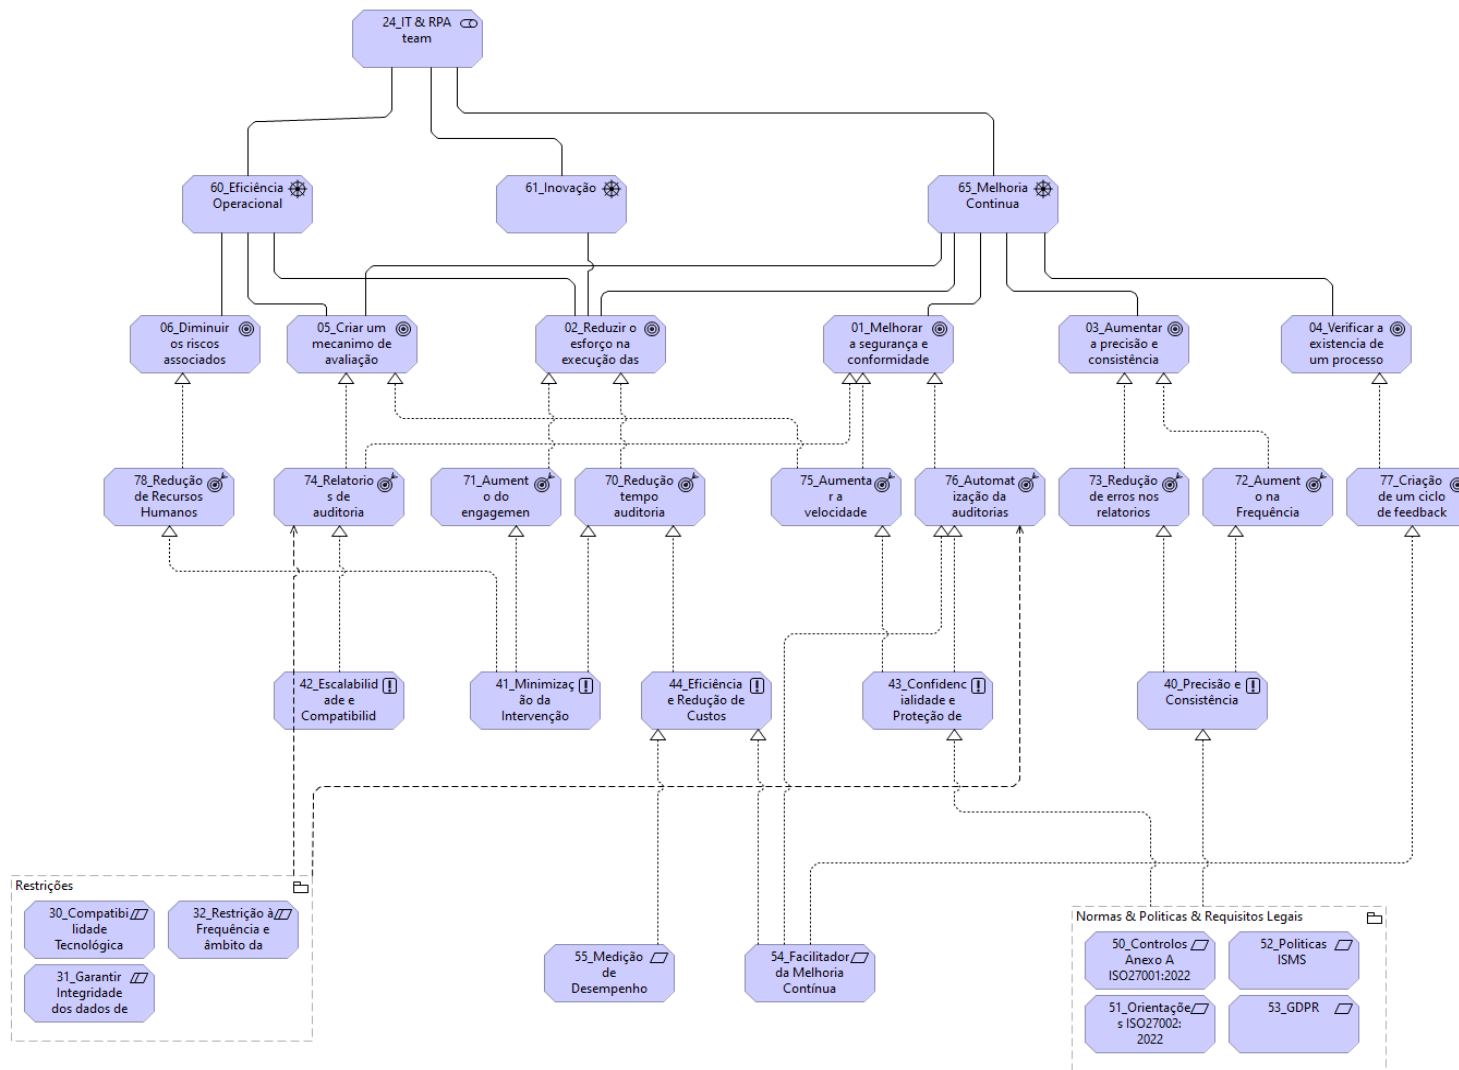 24_IT & RPA
team
60_Eficiência
Operacional
61_Inovação
65_Melhoria
Continua
06_Diminuir
os riscos
associados
05_Criar um
mecanimo de
avaliação
02_Reduzir o
esforço na
execução das
01_Melhorar
a segurança e
conformidade
03_Aumentar
a precisão e
consistência
04_Verificar a
existencia de
um processo
78_Redução
de Recursos
Humanos
74_Relatorio
s de
auditoria
71_Aument
o do
engagemen
70_Redução
tempo
auditoria
75_Aumenta
r a
velocidade
76_Automat
ização da
auditorias
73_Redução
de erros nos
relatorios
72_Aument
o na
Frequência
77_Criação
de um ciclo
de feedback
42_Escalabilid
ade e
Compatibilid
41_Minimizaç
ão da
Intervenção
44_Eficiência
e Redução de
Custos
43_Confidenc
ialidade e
Proteção de
40_Precisão e
Consistência
Restrições
30_Compatibi
lidade
Tecnológica
32_Restrição à
Frequência e
âmbito da
31_Garantir
Integridade
dos dados de
55_Medição
de
Desempenho
54_Facilitador
da Melhoria
Contínua
Normas & Politicas & Requisitos Legais
50_Controlos
Anexo A
ISO27001:2022
52_Politicas
ISMS
51_Orientaçõe
s ISO27002:
2022
53_GDPR